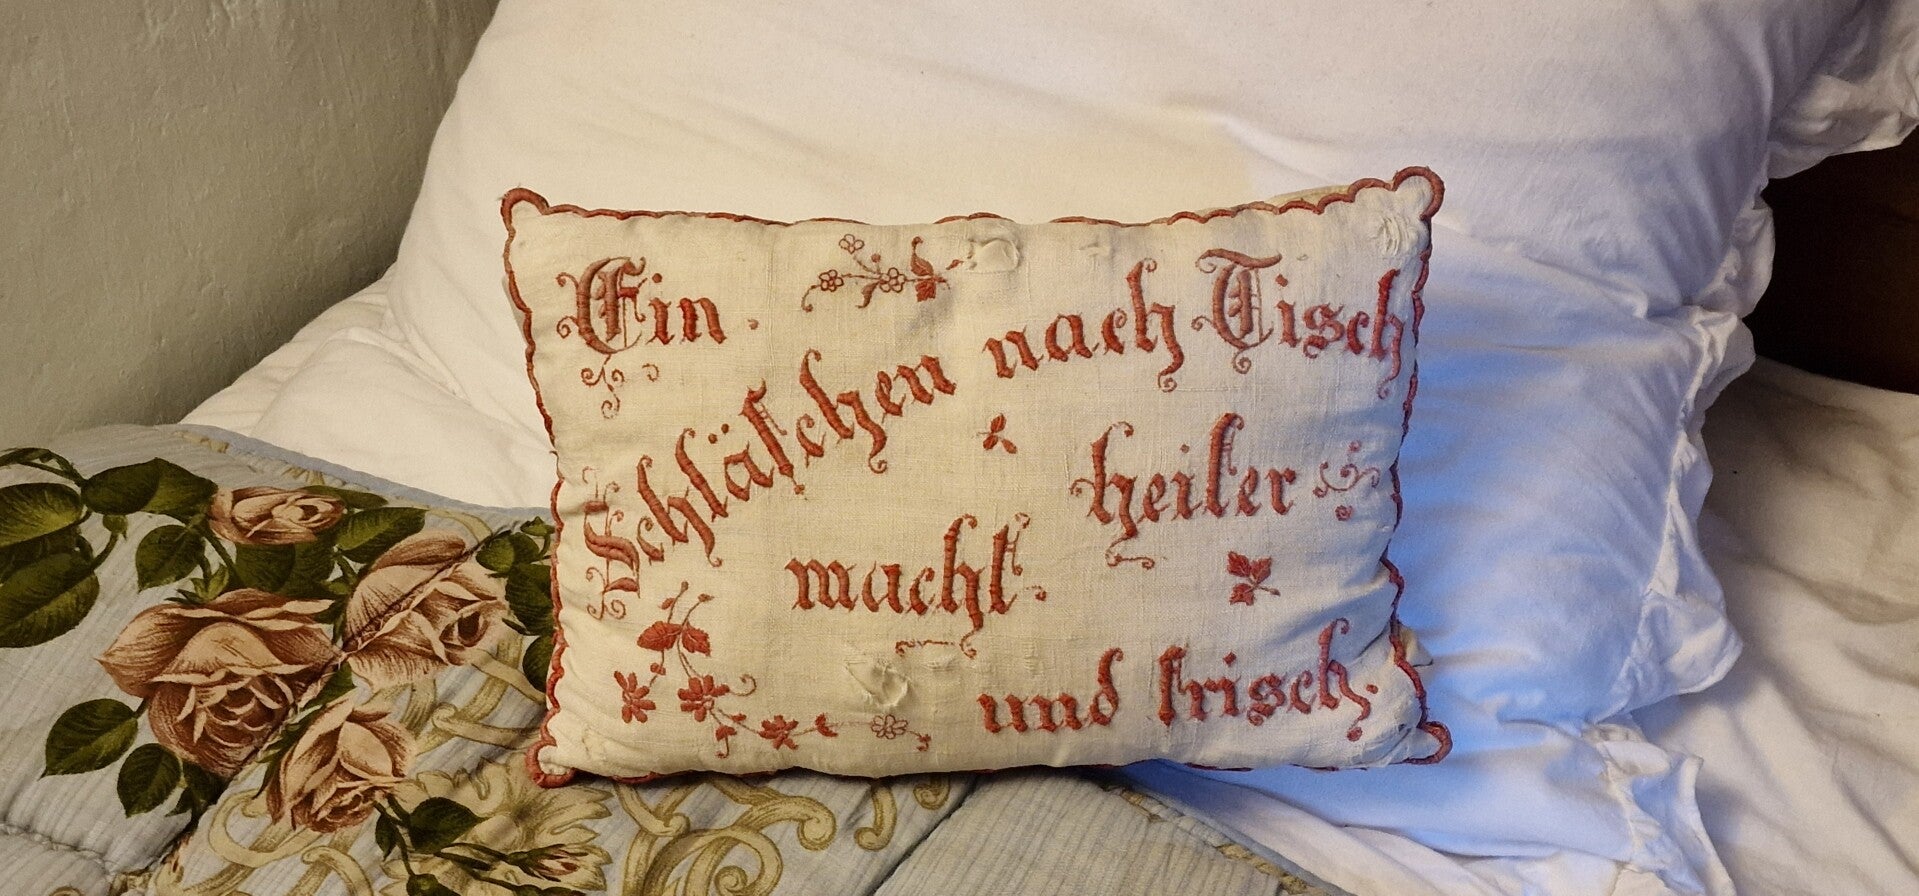 Ein
Schläfchen nach Tisch
macht heiter
und frisch.